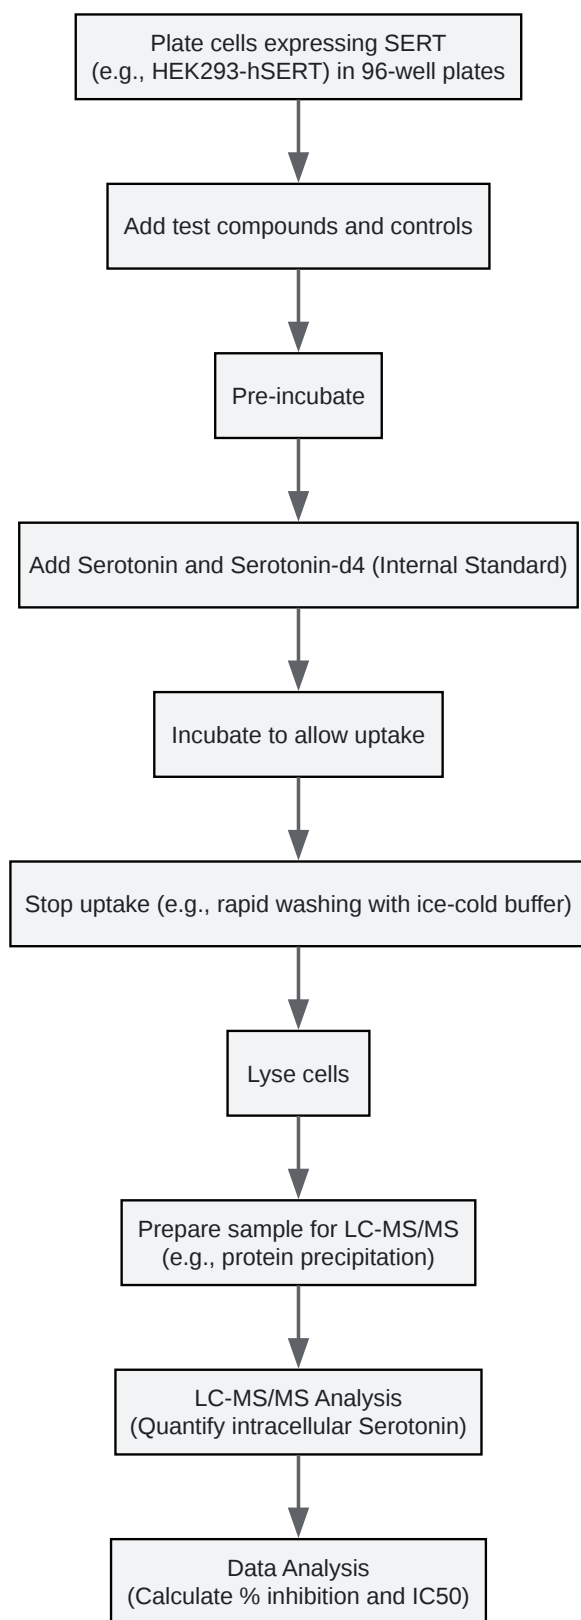 Plate cells expressing SERT
(e.g., HEK293-hSERT) in 96-well plates
Add test compounds and controls
Pre-incubate
Add Serotonin and Serotonin-d4 (Internal Standard)
Incubate to allow uptake
Stop uptake (e.g., rapid washing with ice-cold buffer)
Lyse cells
Prepare sample for LC-MS/MS
(e.g., protein precipitation)
LC-MS/MS Analysis
(Quantify intracellular Serotonin)
Data Analysis
(Calculate % inhibition and IC50)